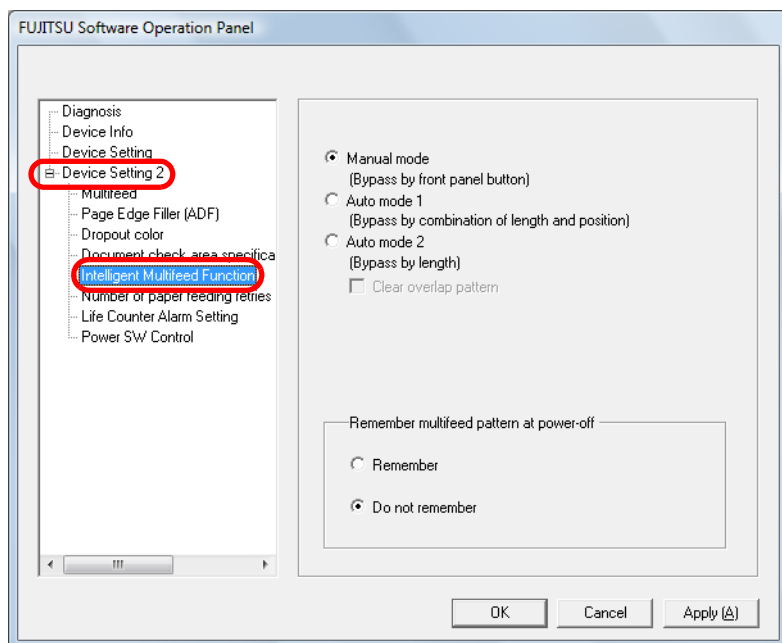 FUJITSU Software Operation Panel
Diagnosis
Device Info
Device Setting
Device Setting 2
Multifeed
Page Edge Filler (ADF)
Dropout color
Document check area specifica
Intelligent Multifeed Function
Number of paper feeding retries
Life Counter Alarm Setting
Power SW Control
Manual mode
(Bypass by front panel button)
Auto mode 1
(Bypass by combination of length and position)
Auto mode 2
(Bypass by length)
Clear overlap pattern
Remember multifeed pattern at power-off
Remember
Do not remember
OK
Cancel
Apply (A)